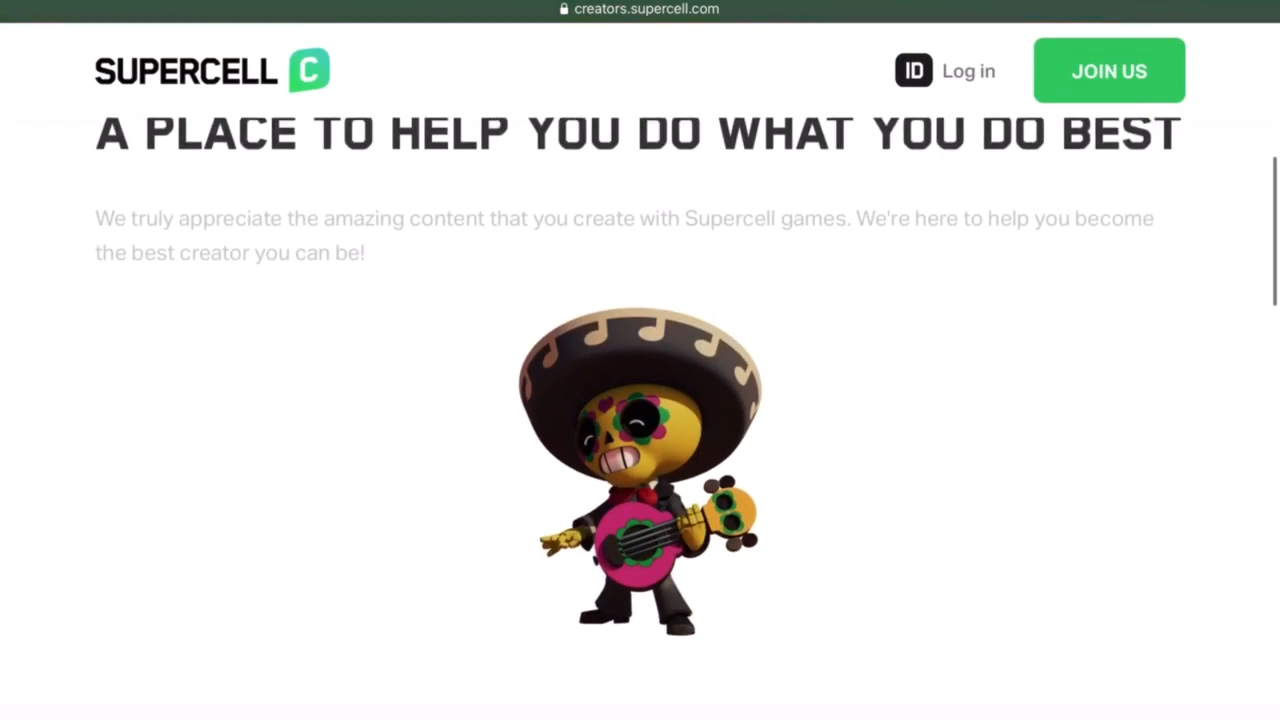 creators.supercell.com
SUPERCELL C
ID Log in
JOIN US
A PLACE TO HELP YOU DO WHAT YOU DO BEST
We truly appreciate the amazing content that you create with Supercell games. We're here to help you become
the best creator you can be!